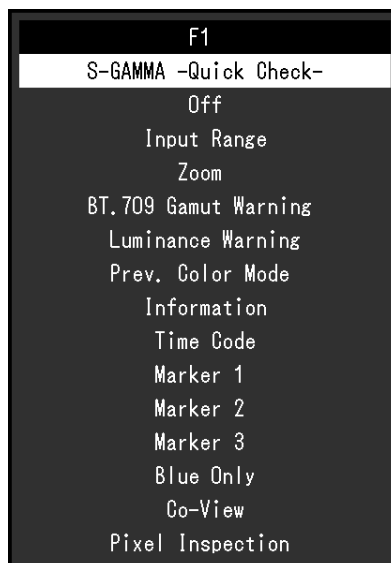 F1
S-GAMMA -Quick Check-
Off
Input Range
Zoom
BT.709 Gamut Warning
Luminance Warning
Prev. Color Mode
Information
Time Code
Marker 1
Marker 2
Marker 3
Blue Only
Co-View
Pixel Inspection